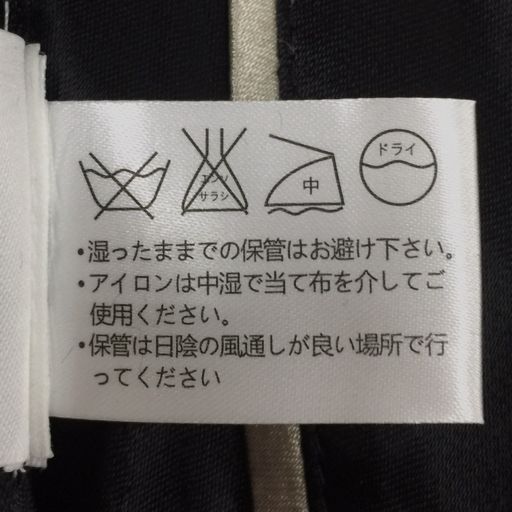 エンソ
サラシ
中
ドライ
・湿ったままでの保管はお避け下さい。
・アイロンは中湿で当て布を介してご
使用ください。
・保管は日陰の風通しが良い場所で行
ってください